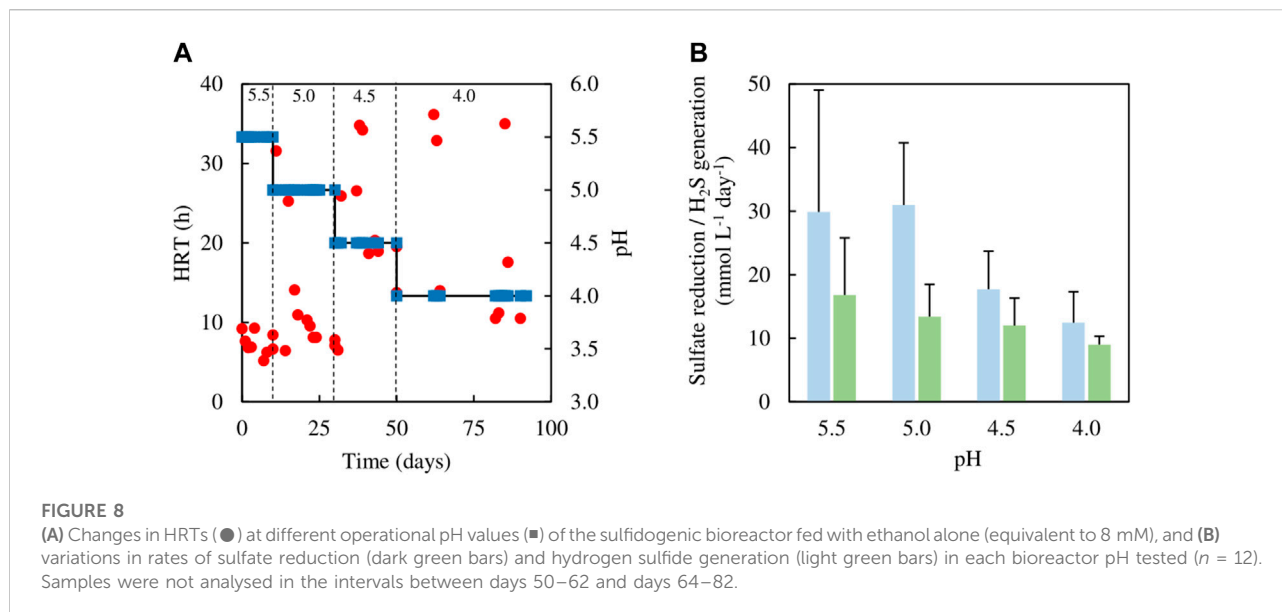 A
B
HRT (h)
40
30
20
10
0
5.5
5.0
4.5
4.0
6.0
5.5
5.0
4.5
4.0
3.5
3.0
pH
0
25
50
75
100
Time (days)
Sulfate reduction / H₂S generation
(mmol L⁻¹ day⁻¹)
50
40
30
20
10
0
5.5
5.0
4.5
4.0
pH
FIGURE 8
(A) Changes in HRTs (●) at different operational pH values (■) of the sulfidogenic bioreactor fed with ethanol alone (equivalent to 8 mM), and (B)
variations in rates of sulfate reduction (dark green bars) and hydrogen sulfide generation (light green bars) in each bioreactor pH tested (n = 12).
Samples were not analysed in the intervals between days 50–62 and days 64–82.